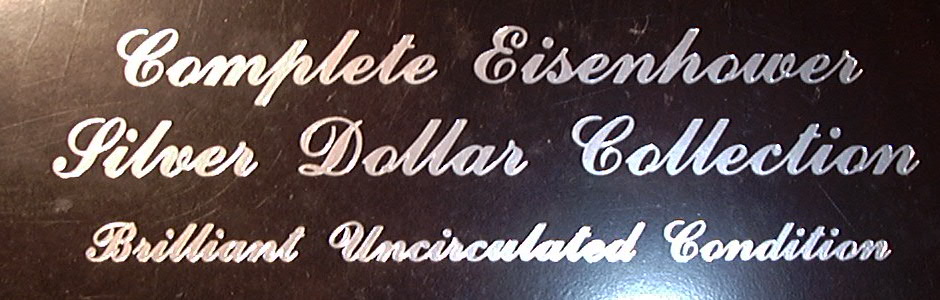 Complete Eisenhower
Silver Dollar Collection
Brilliant Uncirculated Condition